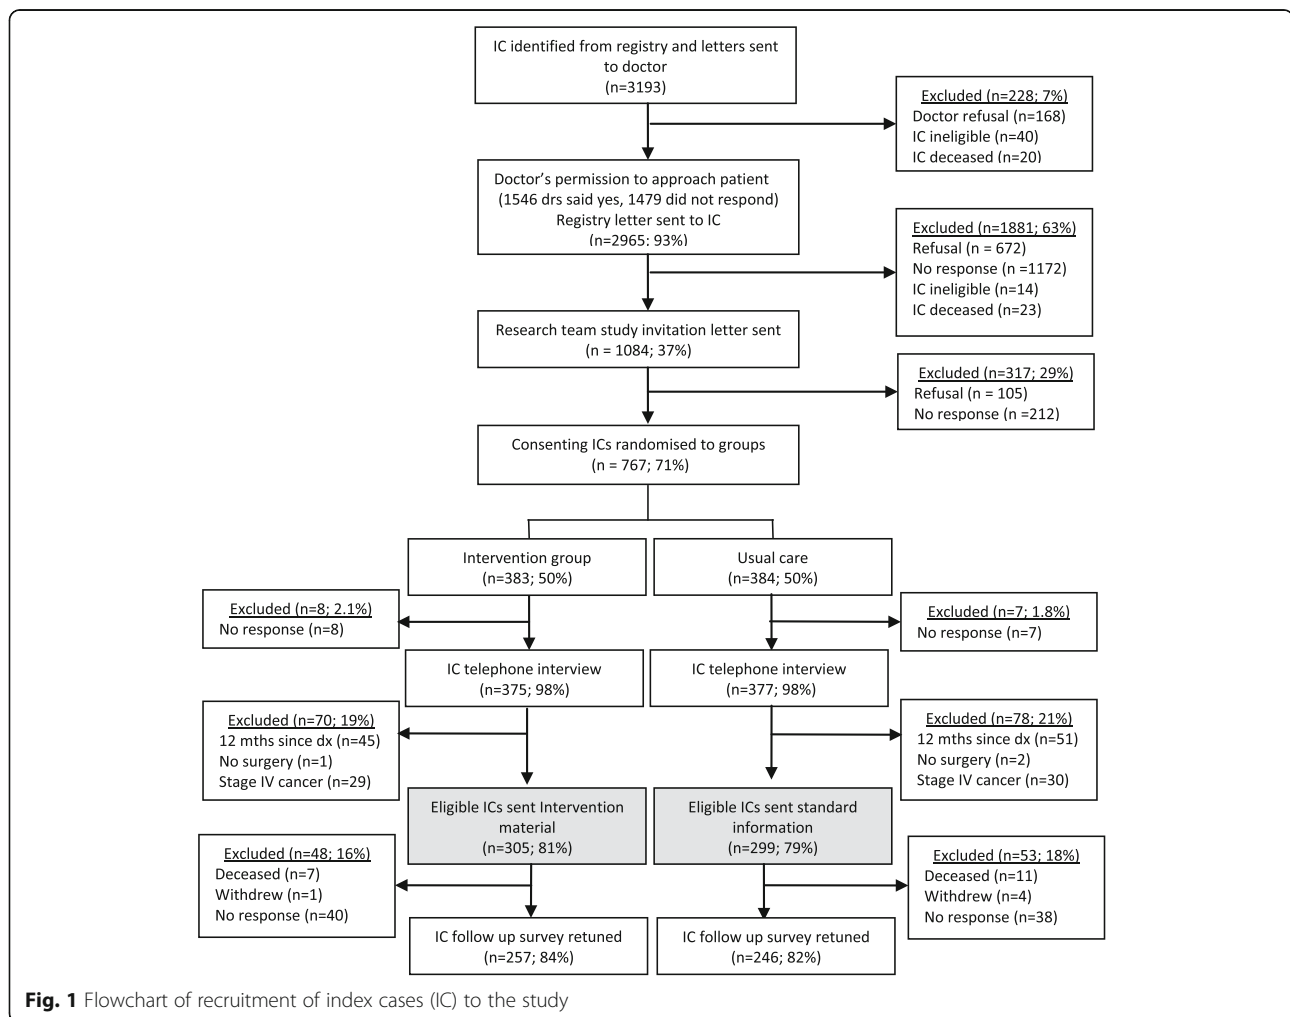 IC identified from registry and letters sent
to doctor
(n=3193)
Excluded (n=228; 7%)
Doctor refusal (n=168)
IC ineligible (n=40)
IC deceased (n=20)
Doctor's permission to approach patient
(1546 drs said yes, 1479 did not respond)
Registry letter sent to IC
(n=2965; 93%)
Excluded (n=1881; 63%)
Refusal (n = 672)
No response (n =1172)
IC ineligible (n=14)
IC deceased (n=23)
Research team study invitation letter sent
(n = 1084; 37%)
Excluded (n=317; 29%)
Refusal (n = 105)
No response (n =212)
Consenting ICs randomised to groups
(n = 767; 71%)
Intervention group
(n=383; 50%)
Usual care
(n=384; 50%)
Excluded (n=8; 2.1%)
No response (n=8)
Excluded (n=7; 1.8%)
No response (n=7)
IC telephone interview
(n=375; 98%)
IC telephone interview
(n=377; 98%)
Excluded (n=70; 19%)
12 mths since dx (n=45)
No surgery (n=1)
Stage IV cancer (n=29)
Excluded (n=78; 21%)
12 mths since dx (n=51)
No surgery (n=2)
Stage IV cancer (n=30)
Eligible ICs sent Intervention
material
(n=305; 81%)
Eligible ICs sent standard
information
(n=299; 79%)
Excluded (n=48; 16%)
Deceased (n=7)
Withdrew (n=1)
No response (n=40)
Excluded (n=53; 18%)
Deceased (n=11)
Withdrew (n=4)
No response (n=38)
IC follow up survey retuned
(n=257; 84%)
IC follow up survey retuned
(n=246; 82%)
Fig. 1 Flowchart of recruitment of index cases (IC) to the study